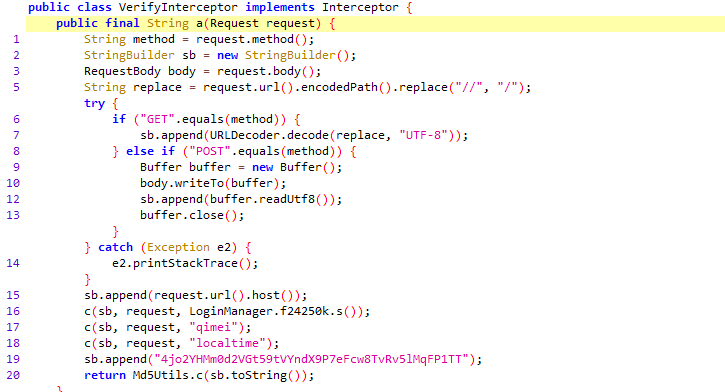 public class VerifyInterceptor implements Interceptor {
public final String a(Request request) {
1 String method = request.method();
2 StringBuilder sb = new StringBuilder();
3 RequestBody body = request.body();
5 String replace = request.url().encodedPath().replace("//", "/");
try {
6 if ("GET".equals(method)) {
7 sb.append(URLDecoder.decode(replace, "UTF-8"));
8 } else if ("POST".equals(method)) {
9 Buffer buffer = new Buffer();
10 body.writeTo(buffer);
12 sb.append(buffer.readUtf8());
13 buffer.close();
}
} catch (Exception e2) {
14 e2.printStackTrace();
}
15 sb.append(request.url().host());
16 c(sb, request, LoginManager.f24250k.s());
17 c(sb, request, "qimei");
18 c(sb, request, "localtime");
19 sb.append("4jo2YHMm0d2VGt59tVYndX9P7eFcw8TvRv5lMqFP1TT");
20 return Md5Utils.c(sb.toString());
}